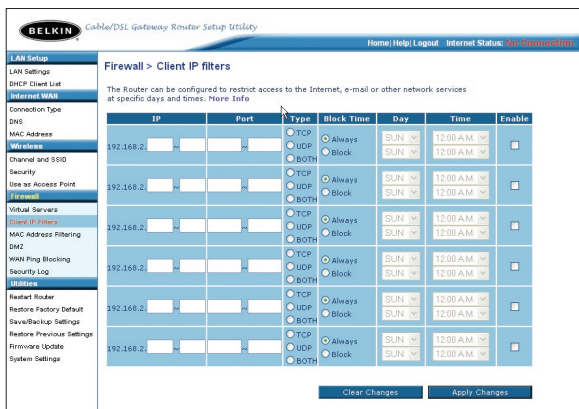 BELKIN Cable/DSL Gateway Router Setup Utility
Home| Help| Logout Internet Status: No Connection
LAN Setup
LAN Settings
DHCP Client List
Internet WAN
Connection Type
DNS
MAC Address
Wireless
Channel and SSID
Security
Use as Access Point
Firewall
Virtual Servers
Client IP Filters
MAC Address Filtering
DMZ
WAN Ping Blocking
Security Log
Utilities
Restart Router
Restore Factory Default
Save/Backup Settings
Restore Previous Settings
Firmware Update
System Settings
Firewall > Client IP filters
The Router can be configured to restrict access to the Internet, e-mail or other network services
at specific days and times. More Info
IP Port Type Block Time Day Time Enable
192.168.2. ~ ~ TCP UDP BOTH Always Block SUN SUN 12:00 A.M. 12:00 A.M.
192.168.2. ~ ~ TCP UDP BOTH Always Block SUN SUN 12:00 A.M. 12:00 A.M.
192.168.2. ~ ~ TCP UDP BOTH Always Block SUN SUN 12:00 A.M. 12:00 A.M.
192.168.2. ~ ~ TCP UDP BOTH Always Block SUN SUN 12:00 A.M. 12:00 A.M.
192.168.2. ~ ~ TCP UDP BOTH Always Block SUN SUN 12:00 A.M. 12:00 A.M.
192.168.2. ~ ~ TCP UDP BOTH Always Block SUN SUN 12:00 A.M. 12:00 A.M.
Clear Changes Apply Changes